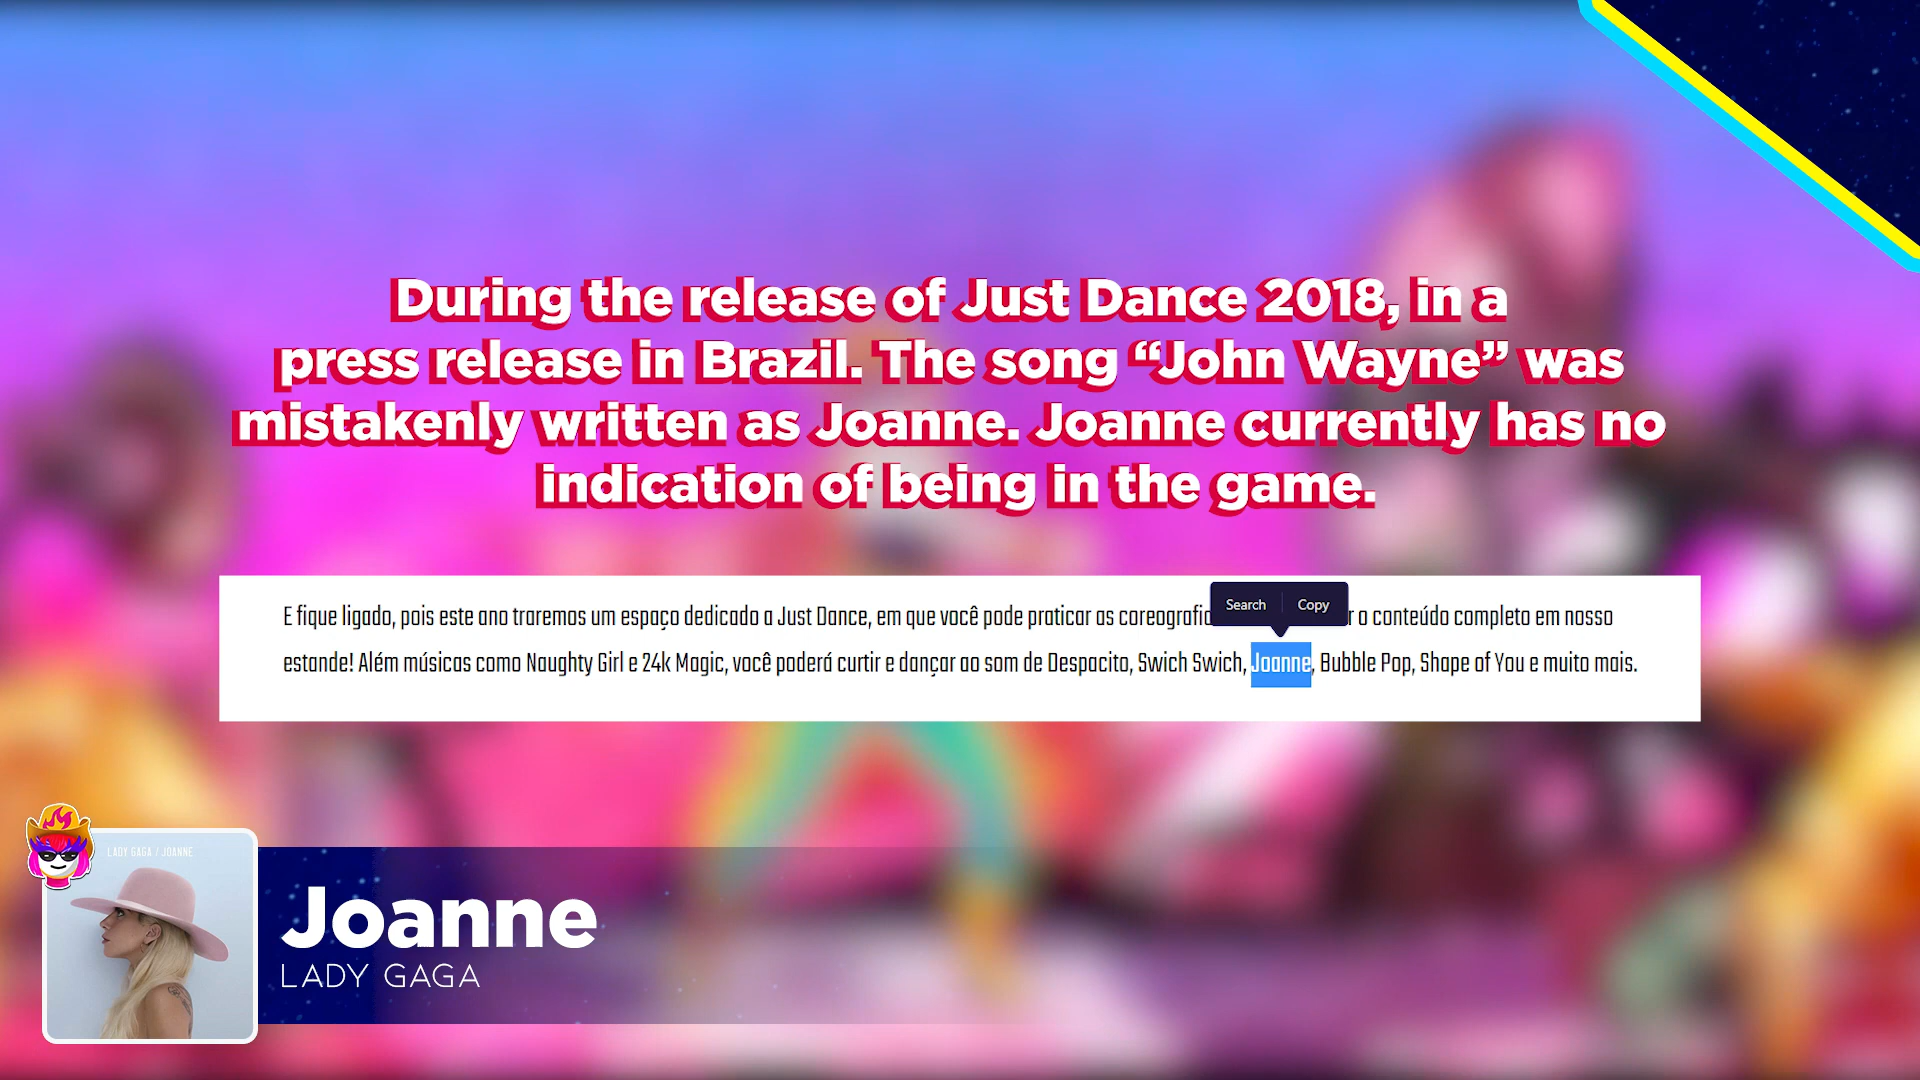 During the release of Just Dance 2018, in a
press release in Brazil. The song “John Wayne” was
mistakenly written as Joanne. Joanne currently has no
indication of being in the game.
Search Copy
E fique ligado, pois este ano traremos um espaço dedicado a Just Dance, em que você pode praticar as coreografia r o conteúdo completo em nosso
estande! Além músicas como Naughty Girl e 24k Magic, você poderá curtir e dançar ao som de Despacito, Swich Swich, Joanne, Bubble Pop, Shape of You e muito mais.
LADY GAGA / JOANNE
Joanne
LADY GAGA